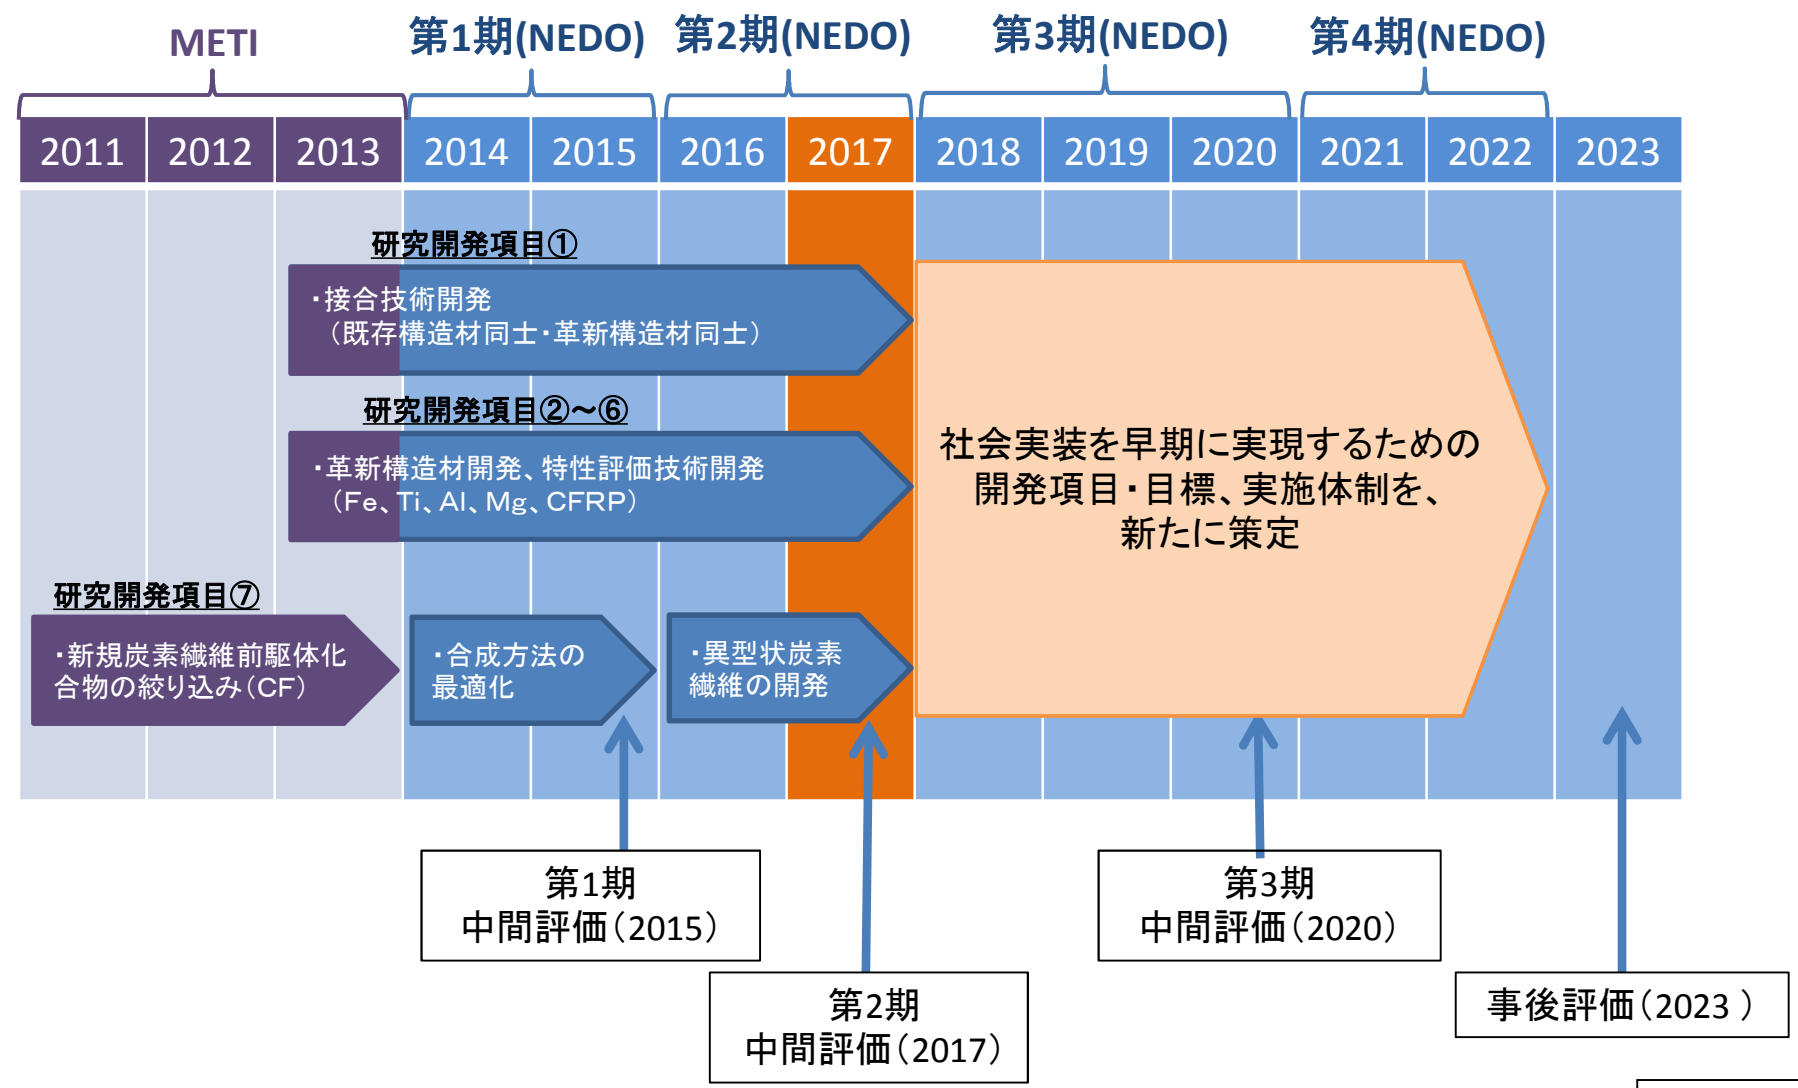 METI
第1期(NEDO)
第2期(NEDO)
第3期(NEDO)
第4期(NEDO)
2011
2012
2013
2014
2015
2016
2017
2018
2019
2020
2021
2022
2023
研究開発項目①
・接合技術開発
（既存構造材同士・革新構造材同士）
研究開発項目②～⑥
・革新構造材開発、特性評価技術開発
（Ｆｅ、Ｔｉ、Ａｌ、Ｍｇ、ＣＦＲＰ）
社会実装を早期に実現するための
開発項目・目標、実施体制を、
新たに策定
研究開発項目⑦
・新規炭素繊維前駆体化
合物の絞り込み（ＣＦ）
・合成方法の
最適化
・異型状炭素
繊維の開発
第1期
中間評価（2015）
第2期
中間評価（2017）
第3期
中間評価（2020）
事後評価（2023 ）